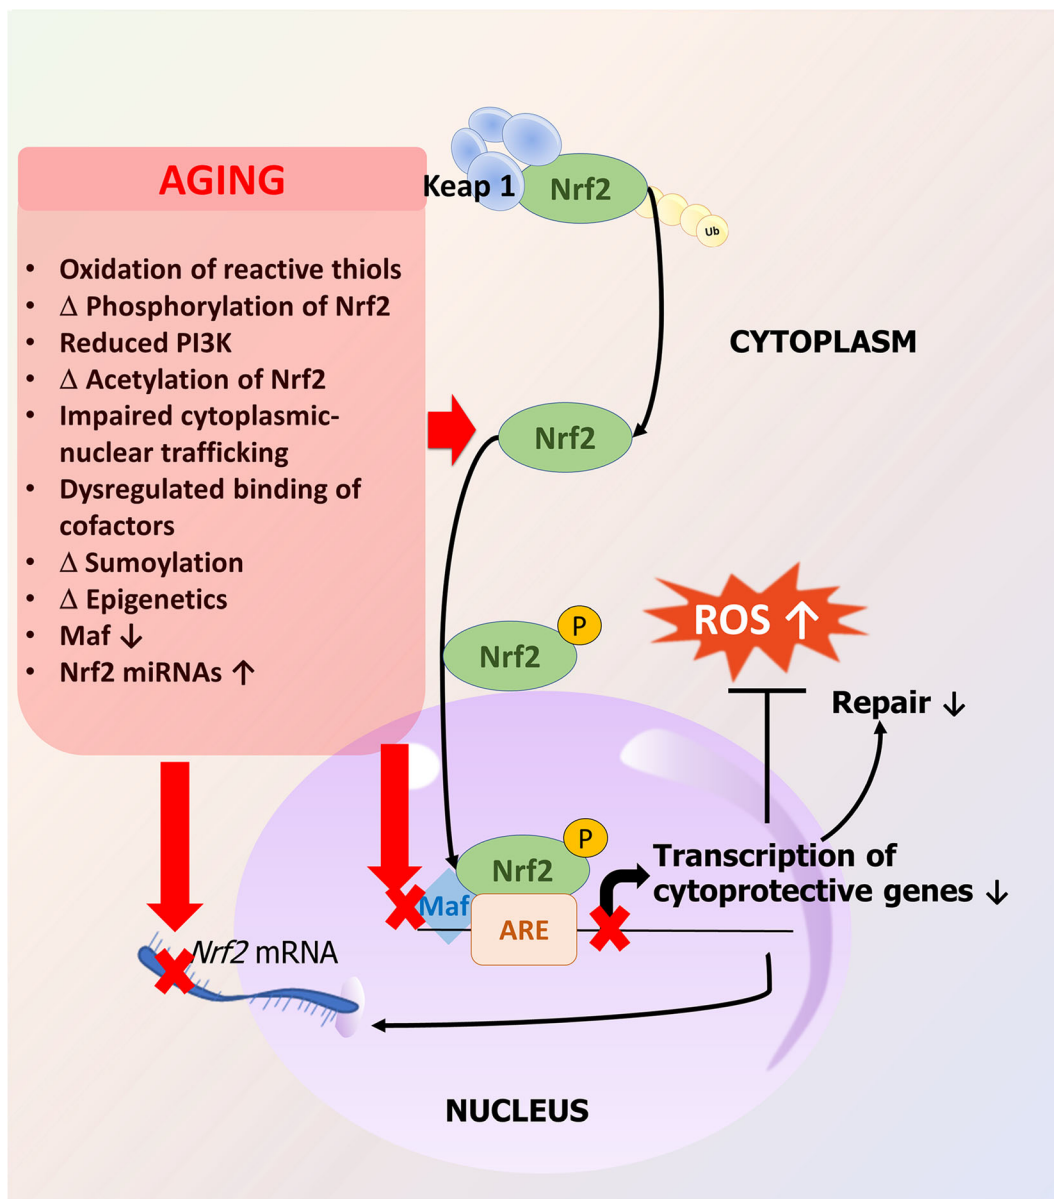 AGING
• Oxidation of reactive thiols
• Δ Phosphorylation of Nrf2
• Reduced PI3K
• Δ Acetylation of Nrf2
• Impaired cytoplasmic-
nuclear trafficking
• Dysregulated binding of
cofactors
• Δ Sumoylation
• Δ Epigenetics
• Maf ↓
• Nrf2 miRNAs ↑
Keap 1
Nrf2
Ub
CYTOPLASM
Nrf2
Nrf2
P
ROS ↑
Repair ↓
Nrf2
P
Maf
ARE
Transcription of
cytoprotective genes ↓
Nrf2 mRNA
NUCLEUS